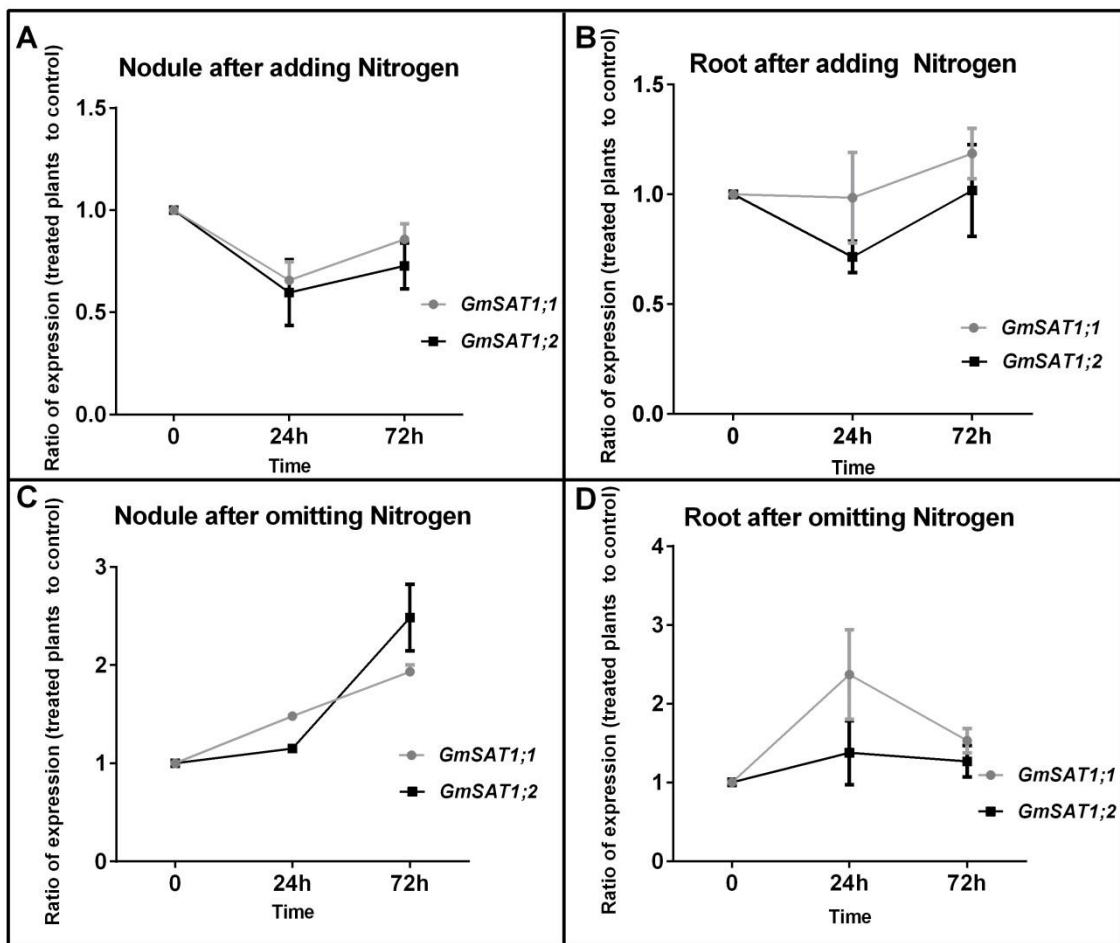 A
Nodule after adding Nitrogen
Ratio of expression (treated plants to control)
1.5
1.0
0.5
0.0
0
24h
72h
Time
GmSAT1;1
GmSAT1;2
B
Root after adding Nitrogen
Ratio of expression (treated plants to control)
1.5
1.0
0.5
0.0
0
24h
72h
Time
GmSAT1;1
GmSAT1;2
C
Nodule after omitting Nitrogen
Ratio of expression (treated plants to control)
3
2
1
0
0
24h
72h
Time
GmSAT1;1
GmSAT1;2
D
Root after omitting Nitrogen
Ratio of expression (treated plants to control)
4
3
2
1
0
0
24h
72h
Time
GmSAT1;1
GmSAT1;2